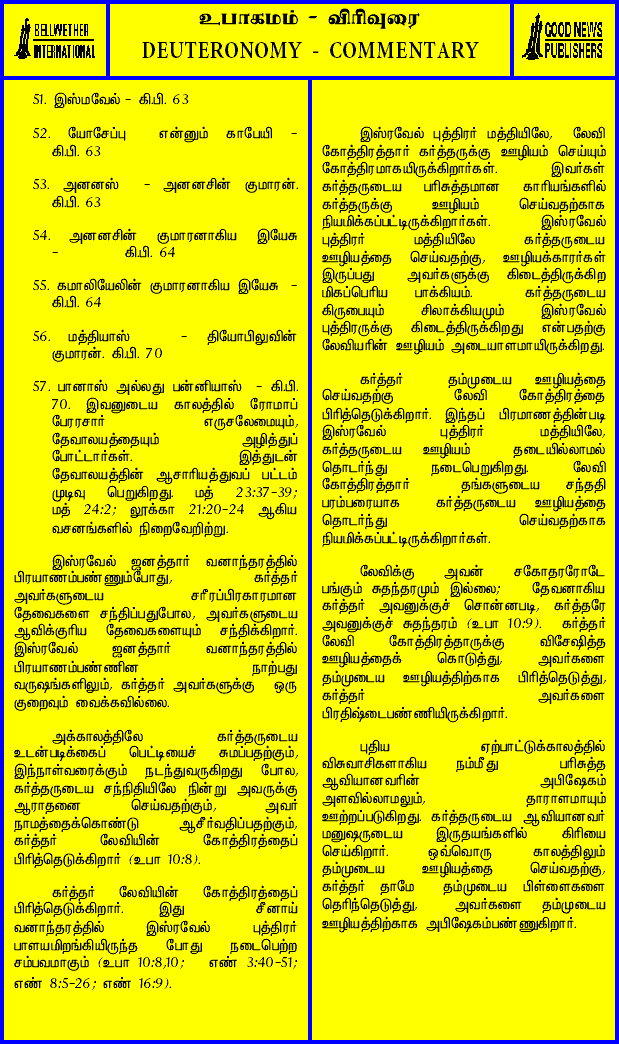 BELLWETHER
INTERNATIONAL
உபாகமம் - விரிவுரை
DEUTERONOMY - COMMENTARY
GOOD NEWS
PUBLISHERS
51. இஸ்மவேல் - கி.பி. 63
52. யோசேப்பு என்னும் காபேயி -
கி.பி. 63
53. அனனஸ் - அனனசின் குமாரன்.
கி.பி. 63
54. அனனசின் குமாரனாகிய இயேசு
- கி.பி. 64
55. கமாலியேலின் குமாரனாகிய இயேசு -
கி.பி. 64
56. மத்தியாஸ் - தியோபிலுவின்
குமாரன். கி.பி. 70
57. பானாஸ் அல்லது பன்னியாஸ் - கி.பி.
70. இவனுடைய காலத்தில் ரோமாப்
பேரரசார் எருசலேமையும்,
தேவாலயத்தையும் அழித்துப்
போட்டார்கள். இத்துடன்
தேவாலயத்தின் ஆசாரியத்துவப் பட்டம்
முடிவு பெறுகிறது. மத் 23:37-39;
மத் 24:2; லூக்கா 21:20-24 ஆகிய
வசனங்களில் நிறைவேறிற்று.
இஸ்ரவேல் ஜனத்தார் வனாந்தரத்தில்
பிரயாணம்பண்ணும்போது, கர்த்தர்
அவர்களுடைய சரீரப்பிரகாரமான
தேவைகளை சந்திப்பதுபோல, அவர்களுடைய
ஆவிக்குரிய தேவைகளையும் சந்திக்கிறார்.
இஸ்ரவேல் ஜனத்தார் வனாந்தரத்தில்
பிரயாணம்பண்ணின நாற்பது
வருஷங்களிலும், கர்த்தர் அவர்களுக்கு ஒரு
குறைவும் வைக்கவில்லை.
அக்காலத்திலே கர்த்தருடைய
உடன்படிக்கைப் பெட்டியைச் சுமப்பதற்கும்,
இந்நாள்வரைக்கும் நடந்துவருகிறது போல,
கர்த்தருடைய சந்நிதியிலே நின்று அவருக்கு
ஆராதனை செய்வதற்கும், அவர்
நாமத்தைக்கொண்டு ஆசீர்வதிப்பதற்கும்,
கர்த்தர் லேவியின் கோத்திரத்தைப்
பிரித்தெடுக்கிறார் (உபா 10:8).
கர்த்தர் லேவியின் கோத்திரத்தைப்
பிரித்தெடுக்கிறார். இது சீனாய்
வனாந்தரத்தில் இஸ்ரவேல் புத்திரர்
பாளயமிறங்கியிருந்த போது நடைபெற்ற
சம்பவமாகும் (உபா 10:8,10; எண் 3:40-51;
எண் 8:5-26; எண் 16:9).
இஸ்ரவேல் புத்திரர் மத்தியிலே, லேவி
கோத்திரத்தார் கர்த்தருக்கு ஊழியம் செய்யும்
கோத்திரமாகயிருக்கிறார்கள். இவர்கள்
கர்த்தருடைய பரிசுத்தமான காரியங்களில்
கர்த்தருக்கு ஊழியம் செய்வதற்காக
நியமிக்கப்பட்டிருக்கிறார்கள். இஸ்ரவேல்
புத்திரர் மத்தியிலே கர்த்தருடைய
ஊழியத்தை செய்வதற்கு, ஊழியக்காரர்கள்
இருப்பது அவர்களுக்கு கிடைத்திருக்கிற
மிகப்பெரிய பாக்கியம். கர்த்தருடைய
கிருபையும் சிலாக்கியமும் இஸ்ரவேல்
புத்திரருக்கு கிடைத்திருக்கிறது என்பதற்கு
லேவியரின் ஊழியம் அடையாளமாயிருக்கிறது.
கர்த்தர் தம்முடைய ஊழியத்தை
செய்வதற்கு லேவி கோத்திரத்தை
பிரித்தெடுக்கிறார். இந்தப் பிரமாணத்தின்படி
இஸ்ரவேல் புத்திரர் மத்தியிலே,
கர்த்தருடைய ஊழியம் தடையில்லாமல்
தொடர்ந்து நடைபெறுகிறது. லேவி
கோத்திரத்தார் தங்களுடைய சந்ததி
பரம்பரையாக கர்த்தருடைய ஊழியத்தை
தொடர்ந்து செய்வதற்காக
நியமிக்கப்பட்டிருக்கிறார்கள்.
லேவிக்கு அவன் சகோதரரோடே
பங்கும் சுதந்தரமும் இல்லை; தேவனாகிய
கர்த்தர் அவனுக்குச் சொன்னபடி, கர்த்தரே
அவனுக்குச் சுதந்தரம் (உபா 10:9). கர்த்தர்
லேவி கோத்திரத்தாருக்கு விசேஷித்த
ஊழியத்தைக் கொடுத்து, அவர்களை
தம்முடைய ஊழியத்திற்காக பிரித்தெடுத்து,
கர்த்தர் அவர்களை
பிரதிஷ்டைபண்ணியிருக்கிறார்.
புதிய ஏற்பாட்டுக்காலத்தில்
விசுவாசிகளாகிய நம்மீது பரிசுத்த
ஆவியானவரின் அபிஷேகம்
அளவில்லாமலும், தாராளமாயும்
ஊற்றப்படுகிறது. கர்த்தருடைய ஆவியானவர்
மனுஷருடைய இருதயங்களில் கிரியை
செய்கிறார். ஒவ்வொரு காலத்திலும்
தம்முடைய ஊழியத்தை செய்வதற்கு,
கர்த்தர் தாமே தம்முடைய பிள்ளைகளை
தெரிந்தெடுத்து, அவர்களை தம்முடைய
ஊழியத்திற்காக அபிஷேகம்பண்ணுகிறார்.